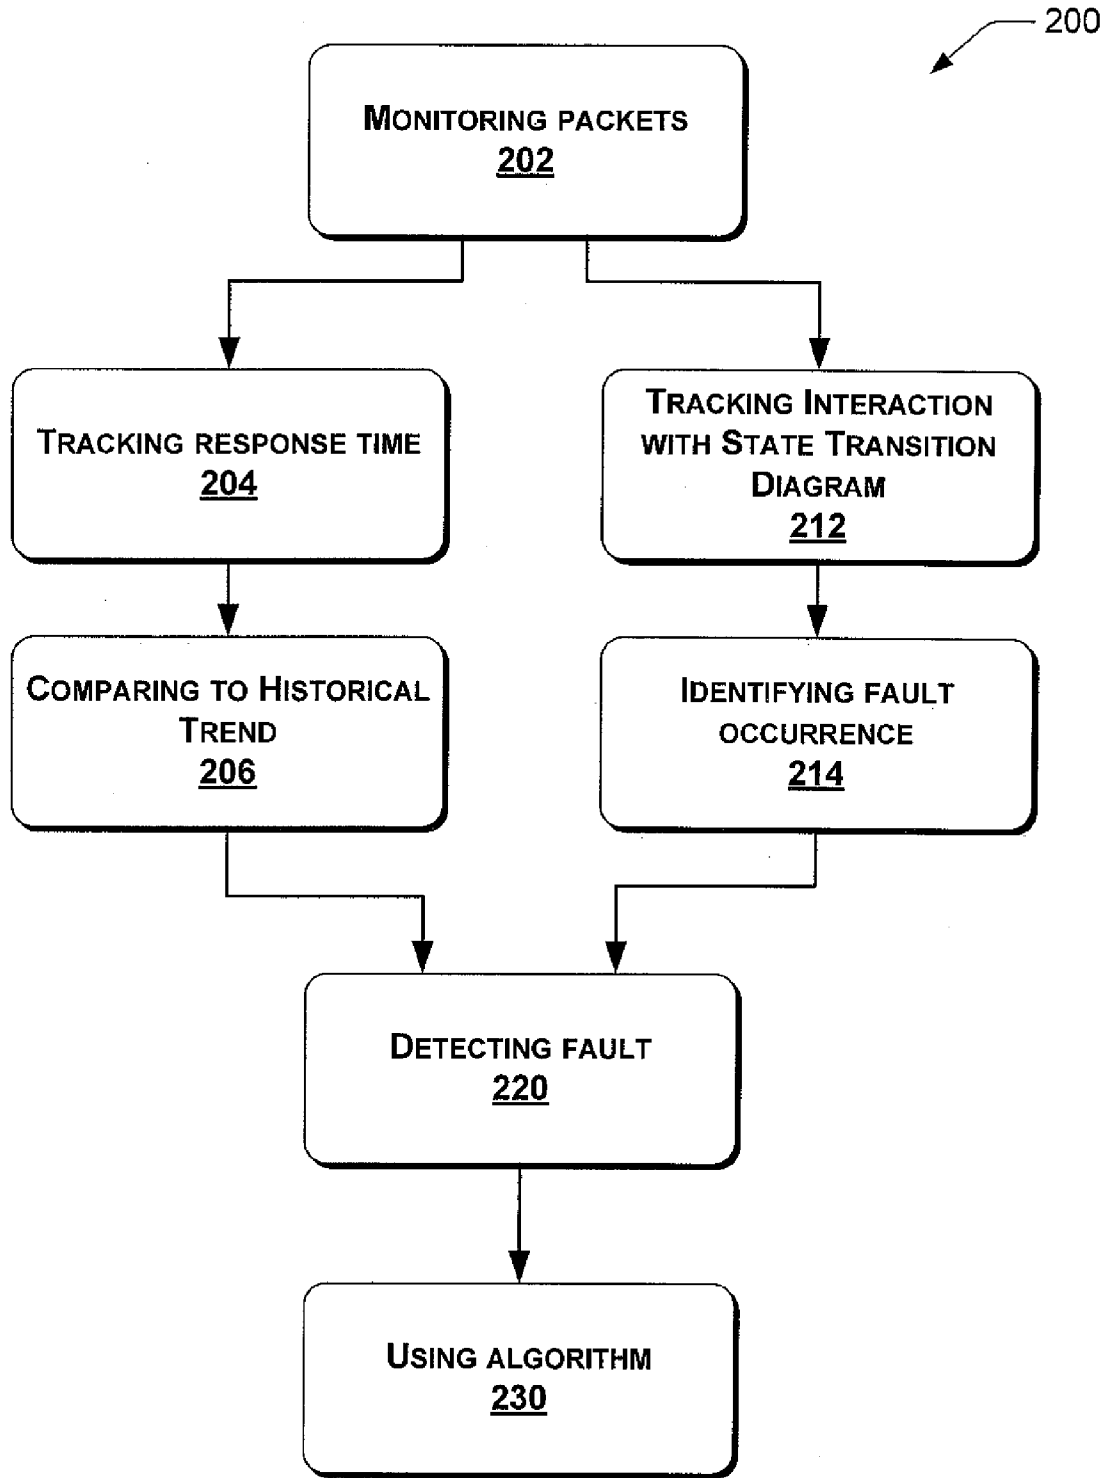 200
MONITORING PACKETS
202
TRACKING RESPONSE TIME
204
TRACKING INTERACTION
WITH STATE TRANSITION
DIAGRAM
212
COMPARING TO HISTORICAL
TREND
206
IDENTIFYING FAULT
OCCURRENCE
214
DETECTING FAULT
220
USING ALGORITHM
230